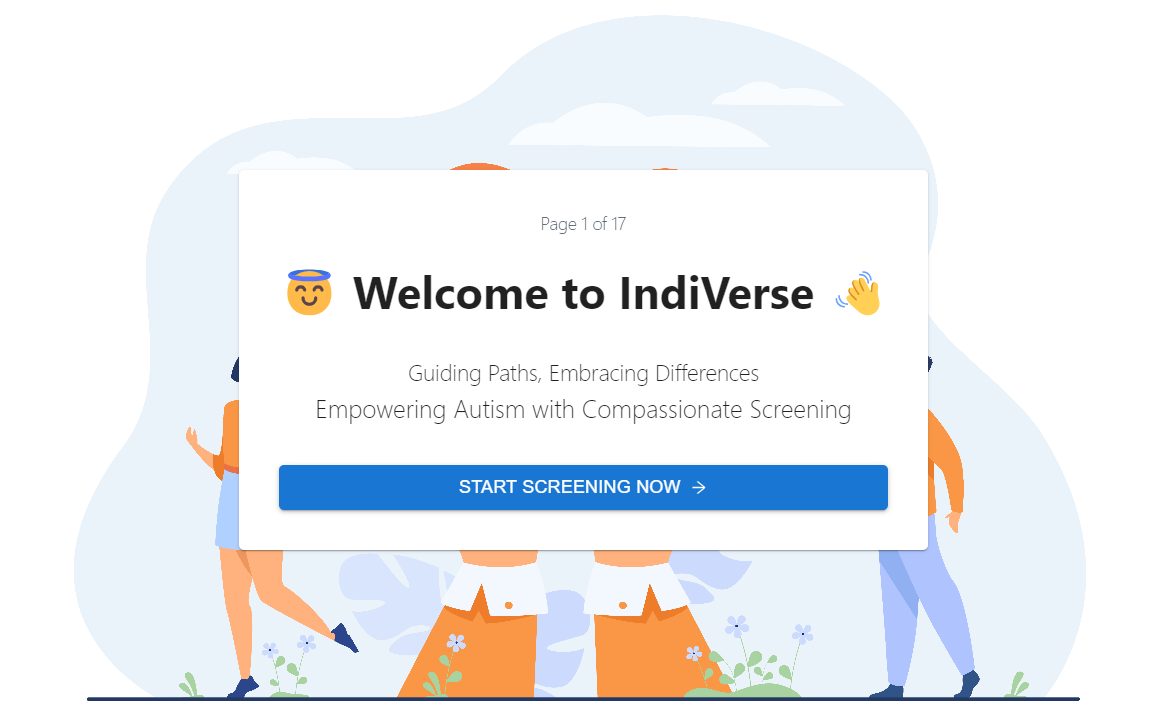 Page 1 of 17
Welcome to IndiVerse
Guiding Paths, Embracing Differences
Empowering Autism with Compassionate Screening
START SCREENING NOW →